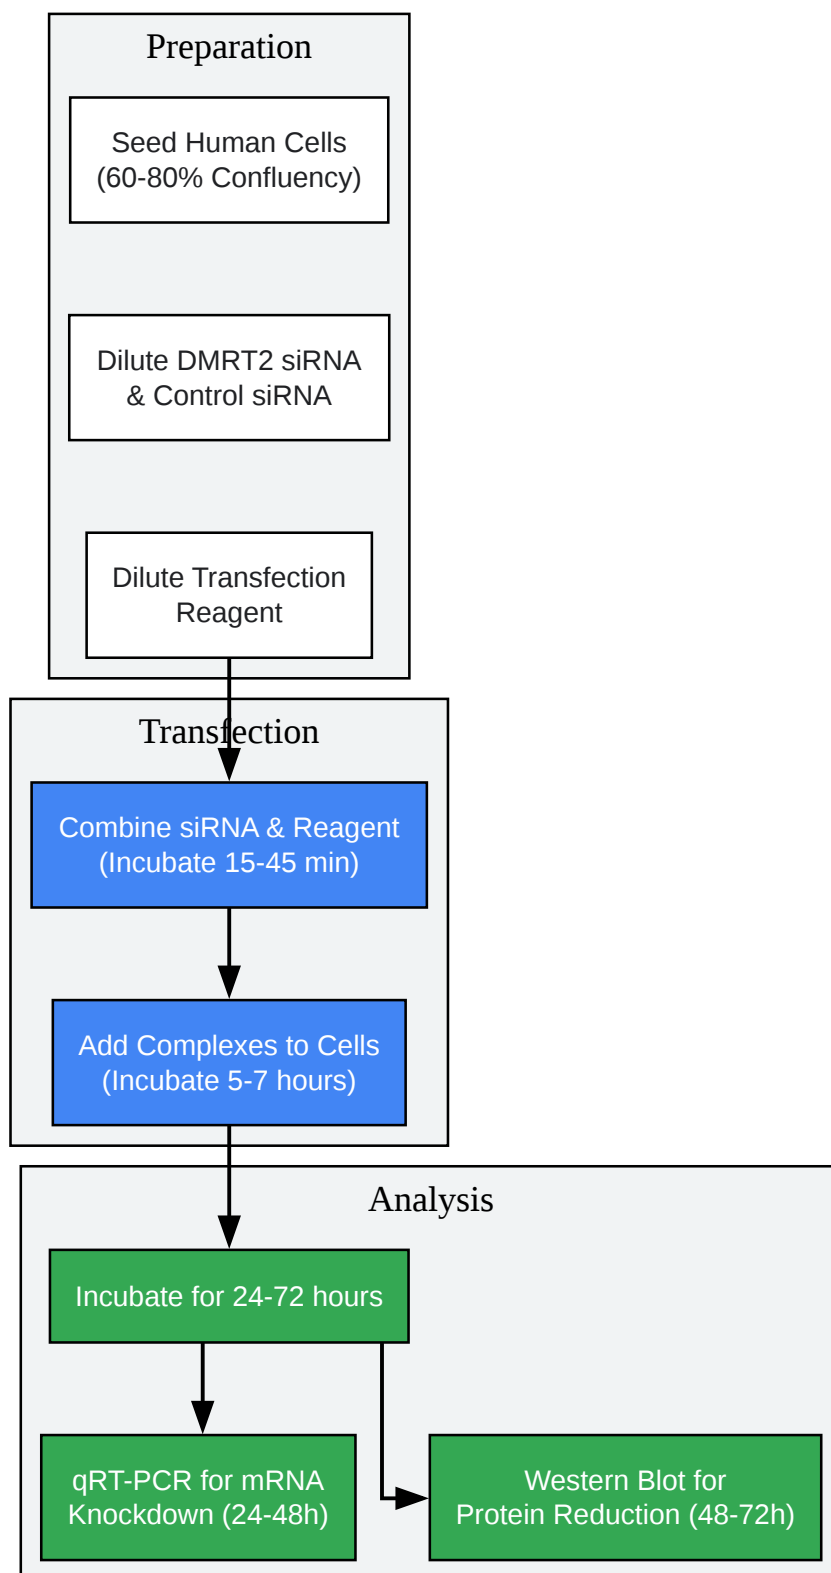 Preparation
Seed Human Cells
(60-80% Confluency)
Dilute DMRT2 siRNA
& Control siRNA
Dilute Transfection
Reagent
Transfection
Combine siRNA & Reagent
(Incubate 15-45 min)
Add Complexes to Cells
(Incubate 5-7 hours)
Analysis
Incubate for 24-72 hours
qRT-PCR for mRNA
Knockdown (24-48h)
Western Blot for
Protein Reduction (48-72h)